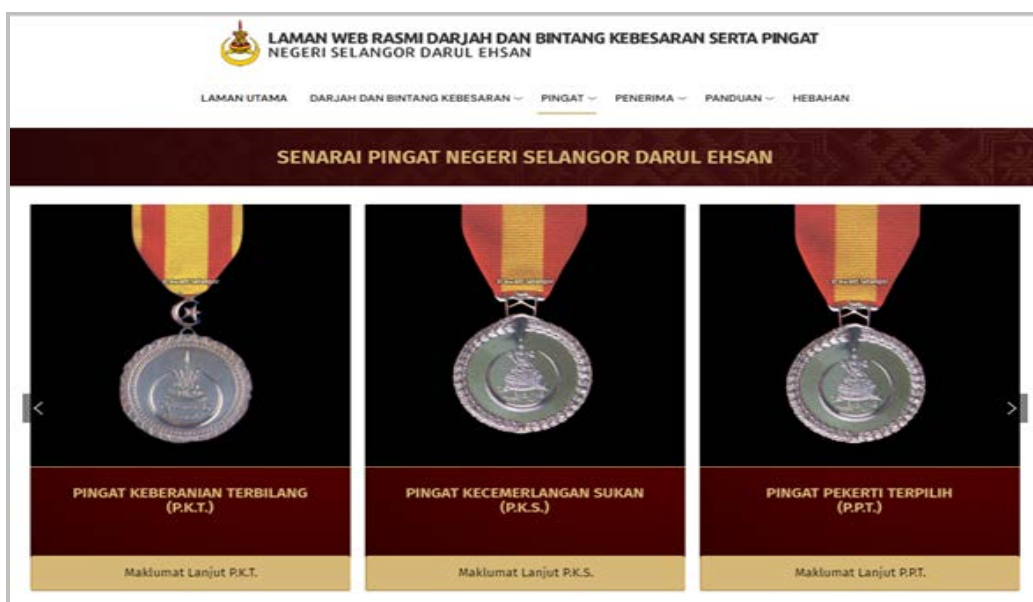 LAMAN WEB RASMI DARJAH DAN BINTANG KEBESARAN SERTA PINGAT
NEGERI SELANGOR DARUL EHSAN
LAMAN UTAMA DARJAH DAN BINTANG KEBESARAN PINGAT PENERIMA PANDUAN HEBAHAN
SENARAI PINGAT NEGERI SELANGOR DARUL EHSAN
PINGAT KEBERANIAN TERBILANG
(P.K.T.)
Maklumat Lanjut P.K.T.
PINGAT KECEMERLANGAN SUKAN
(P.K.S.)
Maklumat Lanjut P.K.S.
PINGAT PEKERTI TERPILIH
(P.P.T.)
Maklumat Lanjut P.P.T.